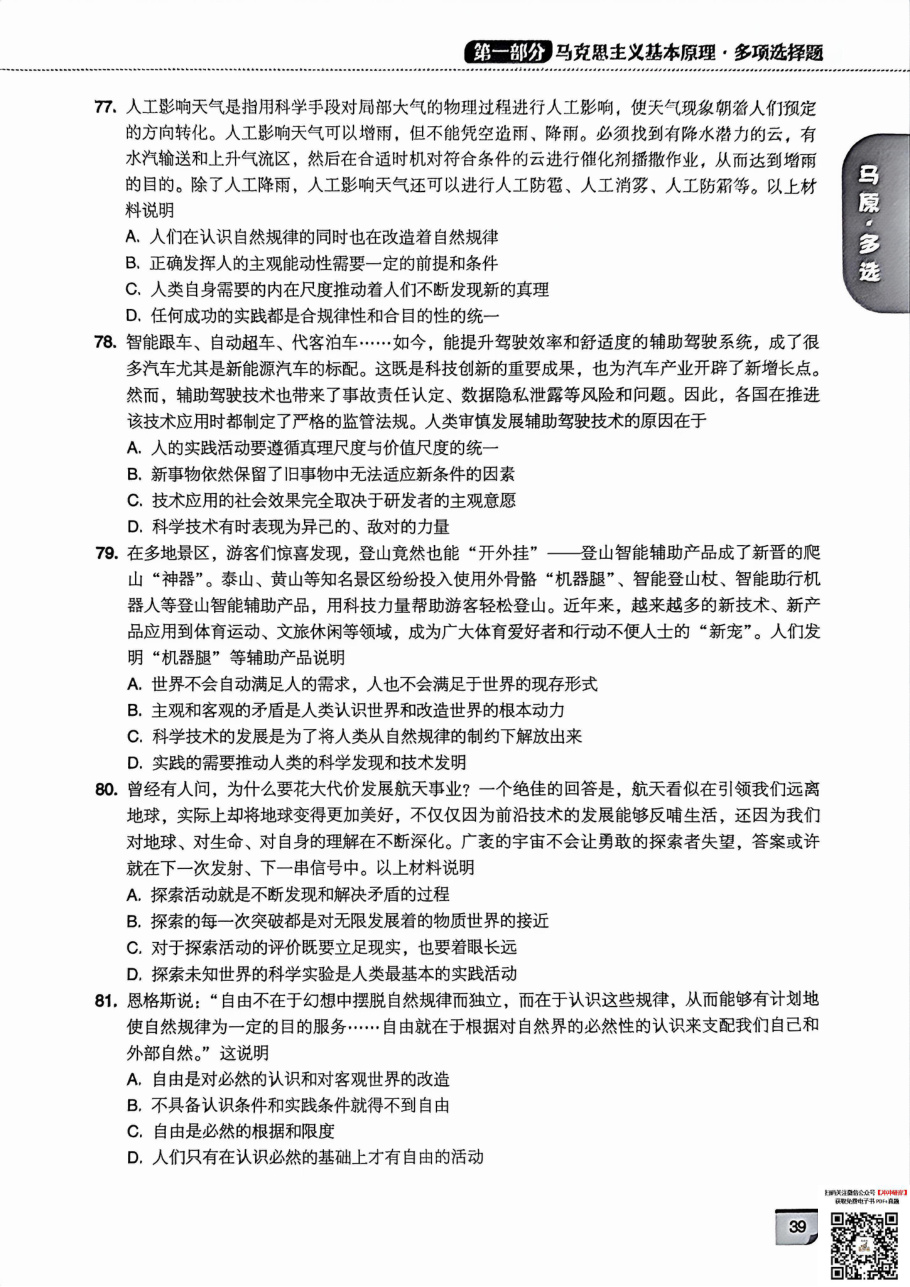 第一部分 马克思主义基本原理·多项选择题
77. 人工影响天气是指用科学手段对局部大气的物理过程进行人工影响，使天气现象朝着人们预定
的方向转化。人工影响天气可以增雨，但不能凭空造雨、降雨。必须找到有降水潜力的云，有
水汽输送和上升气流区，然后在合适时机对符合条件的云进行催化剂播撒作业，从而达到增雨
的目的。除了人工降雨，人工影响天气还可以进行人工防雹、人工消雾、人工防霜等。以上材
料说明
A. 人们在认识自然规律的同时也在改造着自然规律
B. 正确发挥人的主观能动性需要一定的前提和条件
C. 人类自身需要的内在尺度推动着人们不断发现新的真理
D. 任何成功的实践都是合规律性和合目的性的统一
78. 智能跟车、自动超车、代客泊车……如今，能提升驾驶效率和舒适度的辅助驾驶系统，成了很
多汽车尤其是新能源汽车的标配。这既是科技创新的重要成果，也为汽车产业开辟了新增长点。
然而，辅助驾驶技术也带来了事故责任认定、数据隐私泄露等风险和问题。因此，各国在推进
该技术应用时都制定了严格的监管法规。人类审慎发展辅助驾驶技术的原因在于
A. 人的实践活动要遵循真理尺度与价值尺度的统一
B. 新事物依然保留了旧事物中无法适应新条件的因素
C. 技术应用的社会效果完全取决于研发者的主观意愿
D. 科学技术有时表现为异己的、敌对的力量
79. 在多地景区，游客们惊喜发现，登山竟然也能“开外挂”——登山智能辅助产品成了新晋的爬
山“神器”。泰山、黄山等知名景区纷纷投入使用外骨骼“机器腿”、智能登山杖、智能助行机
器人等登山智能辅助产品，用科技力量帮助游客轻松登山。近年来，越来越多的新技术、新产
品应用到体育运动、文旅休闲等领域，成为广大体育爱好者和行动不便人士的“新宠”。人们发
明“机器腿”等辅助产品说明
A. 世界不会自动满足人的需求，人也不会满足于世界的现存形式
B. 主观和客观的矛盾是人类认识世界和改造世界的根本动力
C. 科学技术的发展是为了将人类从自然规律的制约下解放出来
D. 实践的需要推动人类的科学发现和技术发明
80. 曾经有人问，为什么要花大代价发展航天事业？一个绝佳的回答是，航天看似在引领我们远离
地球，实际上却将地球变得更加美好，不仅仅因为前沿技术的发展能够反哺生活，还因为我们
对地球、对生命、对自身的理解在不断深化。广袤的宇宙不会让勇敢的探索者失望，答案或许
就在下一次发射、下一串信号中。以上材料说明
A. 探索活动就是不断发现和解决矛盾的过程
B. 探索的每一次突破都是对无限发展着的物质世界的接近
C. 对于探索活动的评价既要立足现实，也要着眼长远
D. 探索未知世界的科学实验是人类最基本的实践活动
81. 恩格斯说：“自由不在于幻想中摆脱自然规律而独立，而在于认识这些规律，从而能够有计划地
使自然规律为一定的目的服务……自由就在于根据对自然界的必然性的认识来支配我们自己和
外部自然。”这说明
A. 自由是对必然的认识和对客观世界的改造
B. 不具备认识条件和实践条件就得不到自由
C. 自由是必然的根据和限度
D. 人们只有在认识必然的基础上才有自由的活动
马原·多选
扫码关注微信公众号【冲冲研资】
获取免费电子书PDF+真题
39